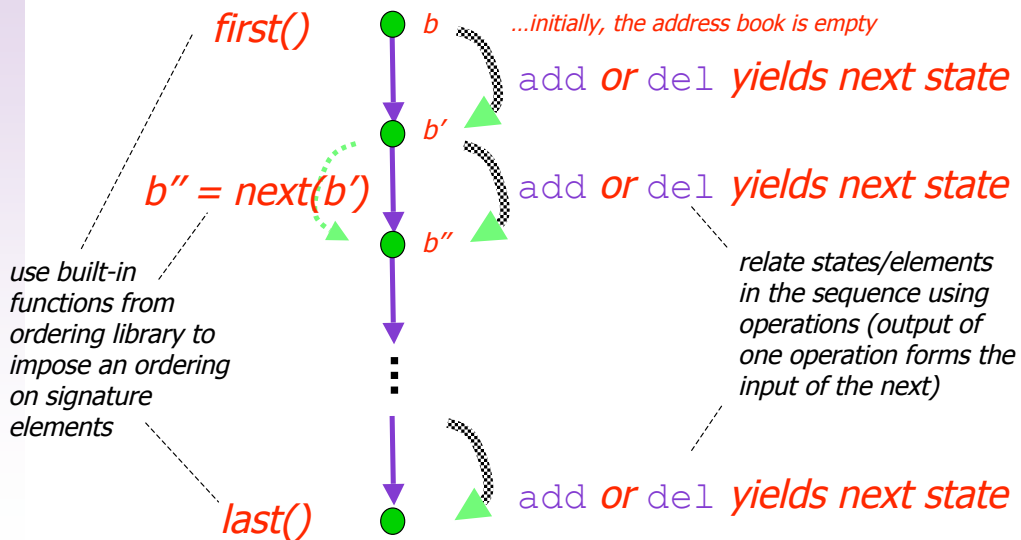 first()
b
...initially, the address book is empty
add or del yields next state
b′
b″ = next(b′)
add or del yields next state
b″
use built-in
functions from
ordering library to
impose an ordering
on signature
elements
relate states/elements
in the sequence using
operations (output of
one operation forms the
input of the next)
add or del yields next state
last()